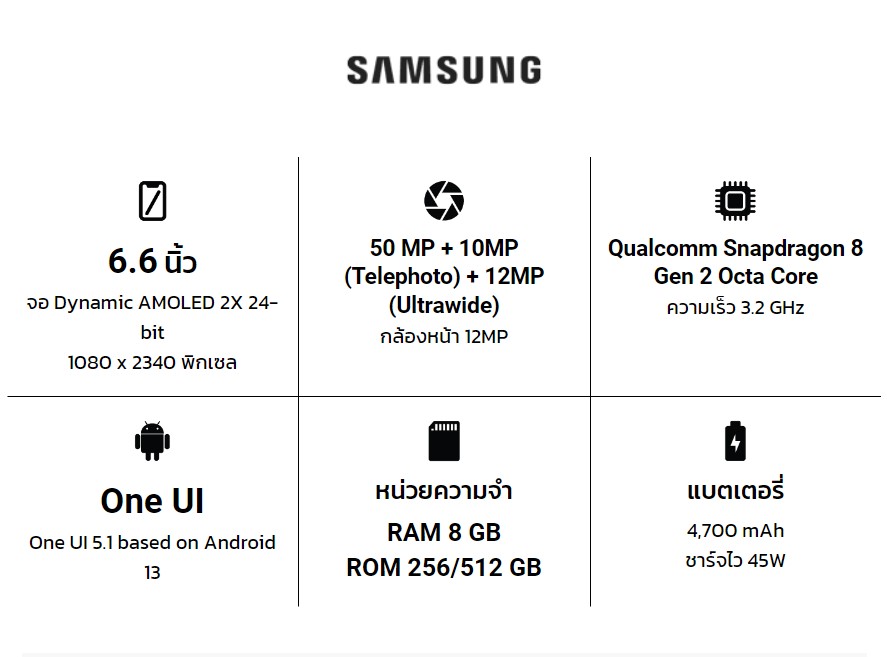 SAMSUNG
6.6 นิ้ว
จอ Dynamic AMOLED 2X 24-
bit
1080 x 2340 พิกเซล
50 MP + 10MP
(Telephoto) + 12MP
(Ultrawide)
กล้องหน้า 12MP
Qualcomm Snapdragon 8
Gen 2 Octa Core
ความเร็ว 3.2 GHz
One UI
One UI 5.1 based on Android
13
หน่วยความจำ
RAM 8 GB
ROM 256/512 GB
แบตเตอรี่
4,700 mAh
ชาร์จไว 45W